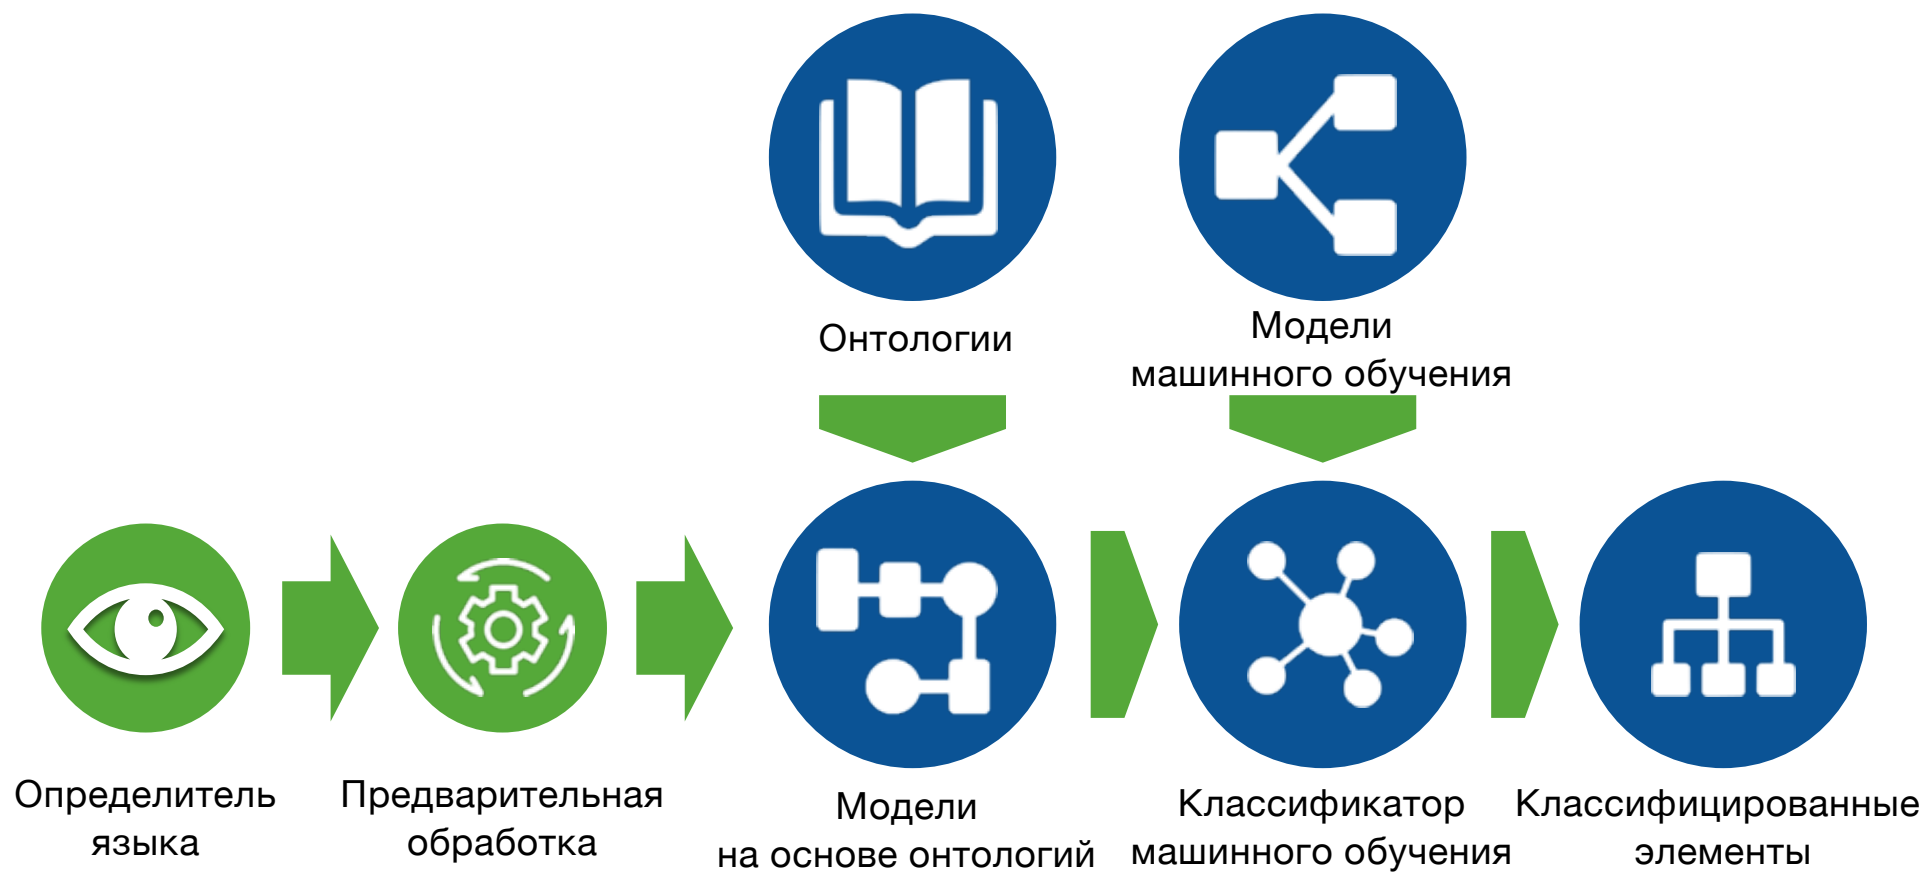 Онтологии
Модели
машинного обучения
Определитель
языка
Предварительная
обработка
Модели
на основе онтологий
Классификатор
машинного обучения
Классифицированные
элементы